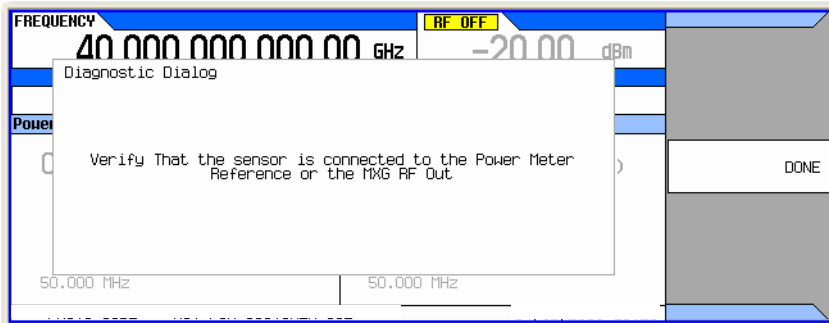 FREQUENCY
RF OFF
40.000 000 000 00 GHz
-20.00 dBm
Diagnostic Dialog
Power
Verify That the sensor is connected to the Power Meter
Reference or the MXG RF Out
DONE
50.000 MHz
50.000 MHz